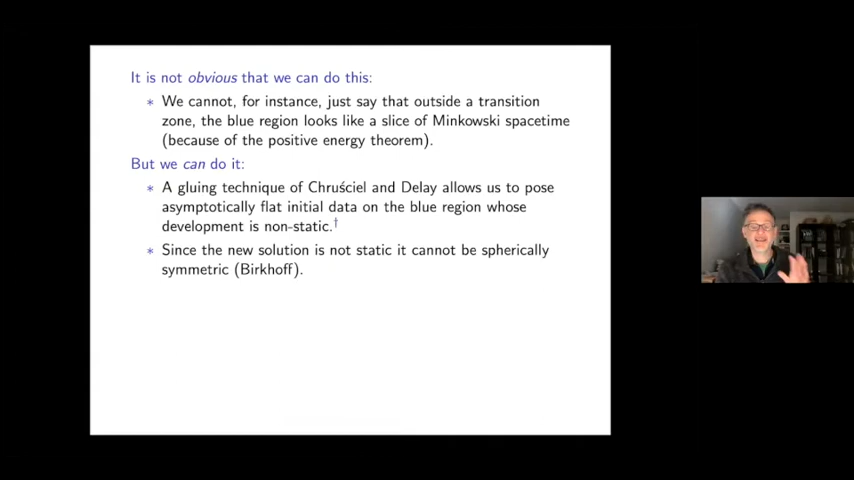 It is not obvious that we can do this:
∗ We cannot, for instance, just say that outside a transition
zone, the blue region looks like a slice of Minkowski spacetime
(because of the positive energy theorem).
But we can do it:
∗ A gluing technique of Chruściel and Delay allows us to pose
asymptotically flat initial data on the blue region whose
development is non-static.†
∗ Since the new solution is not static it cannot be spherically
symmetric (Birkhoff).